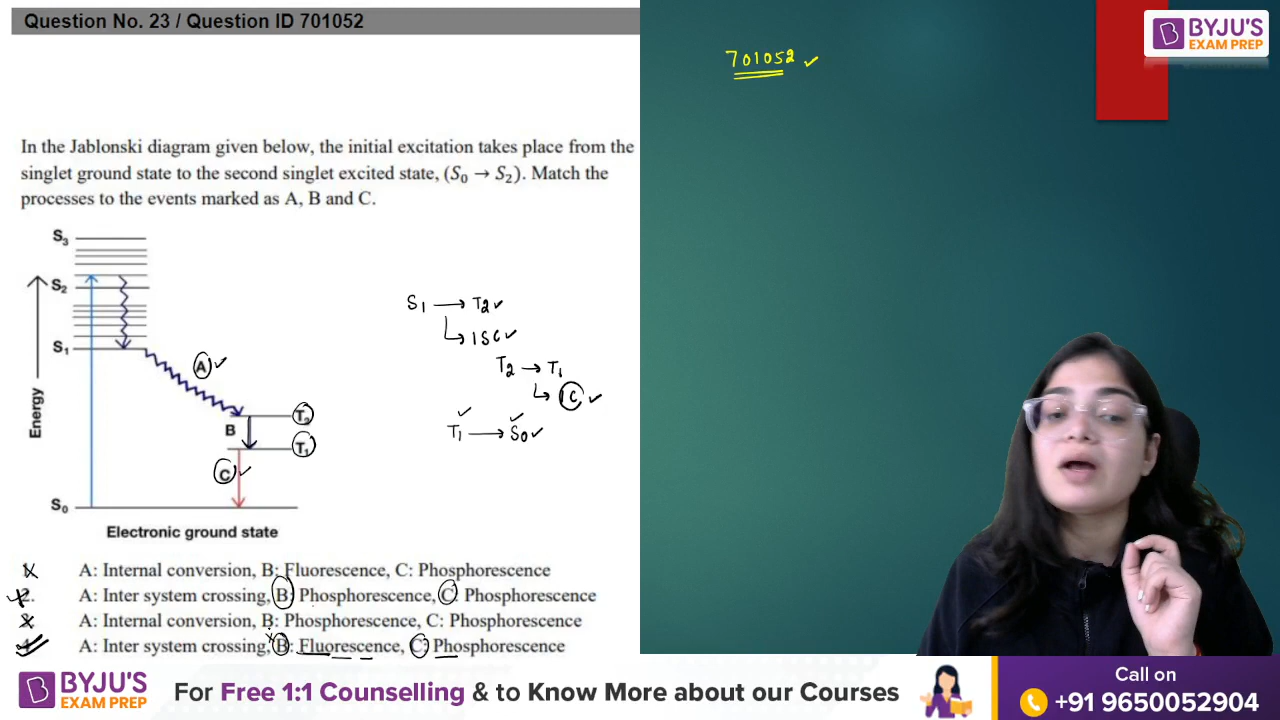 Question No. 23 / Question ID 701052
BYJU'S
EXAM PREP
701052
In the Jablonski diagram given below, the initial excitation takes place from the
singlet ground state to the second singlet excited state, (S₀ → S₂). Match the
processes to the events marked as A, B and C.
S₃
S₂
S₁
Energy
A
T₂
B
T₁
C
S₀
Electronic ground state
S₁ → T₂ ✓
↳ ISC ✓
T₂ → T₁
↳ IC ✓
T₁ → S₀ ✓
A: Internal conversion, B: Fluorescence, C: Phosphorescence
2. A: Inter system crossing, B: Phosphorescence, C: Phosphorescence
A: Internal conversion, B: Phosphorescence, C: Phosphorescence
A: Inter system crossing, B: Fluorescence, C: Phosphorescence
BYJU'S
EXAM PREP
For Free 1:1 Counselling & to Know More about our Courses
Call on
+91 9650052904